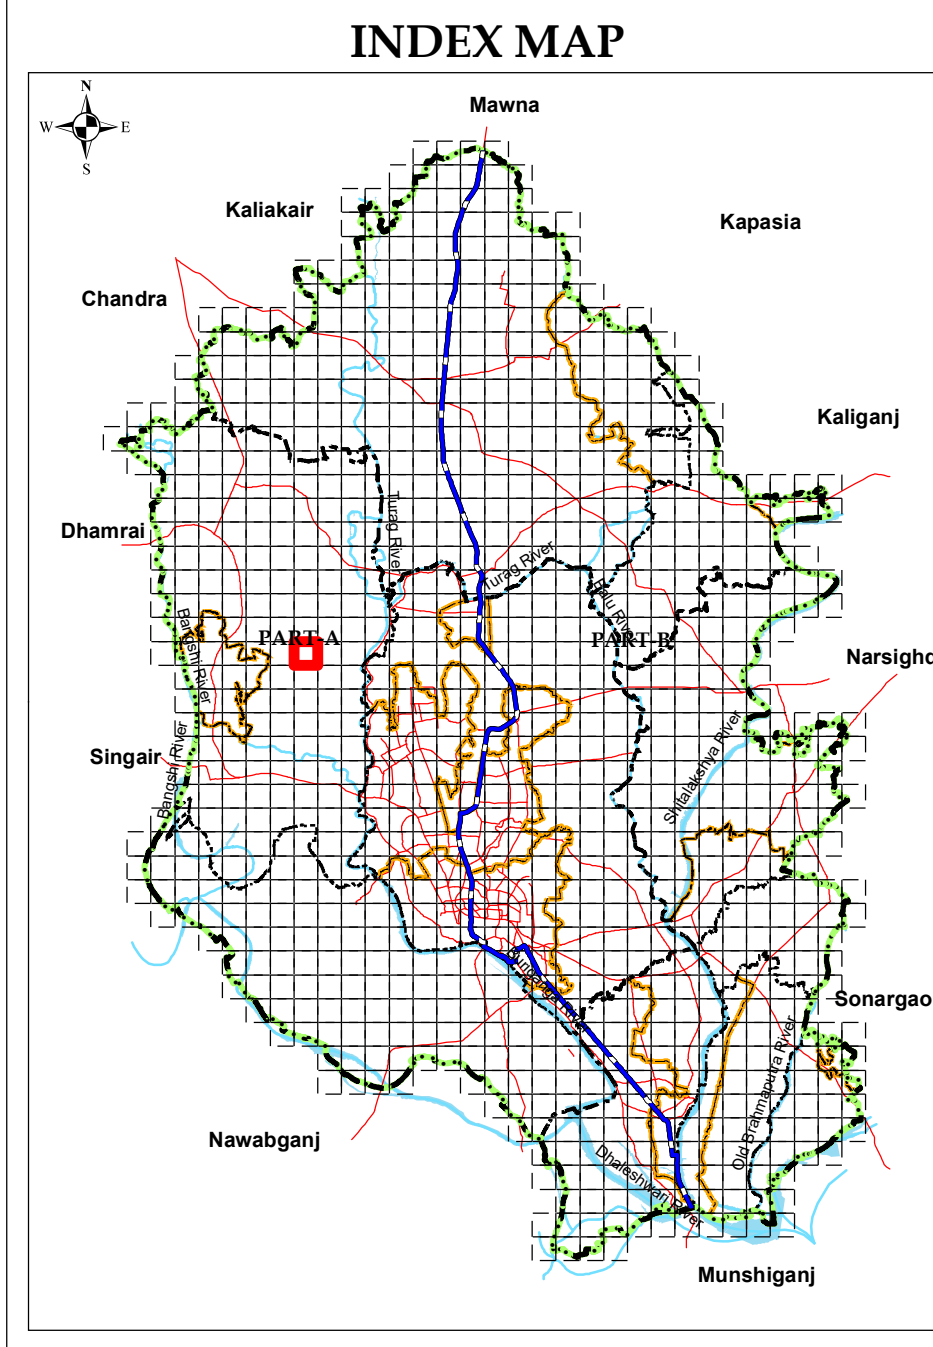 INDEX MAP
N
W
E
S
Mawna
Kaliakair
Kapasia
Chandra
Kaliganj
Dhamrai
Turag River
Turag River
Balu River
PART-A
PART-B
Bangshi River
Narsighd
Singair
Bangshi River
Shitalakshya River
Buriganga River
Sonargao
Old Brahmaputra River
Nawabganj
Dhaleshwari River
Munshiganj